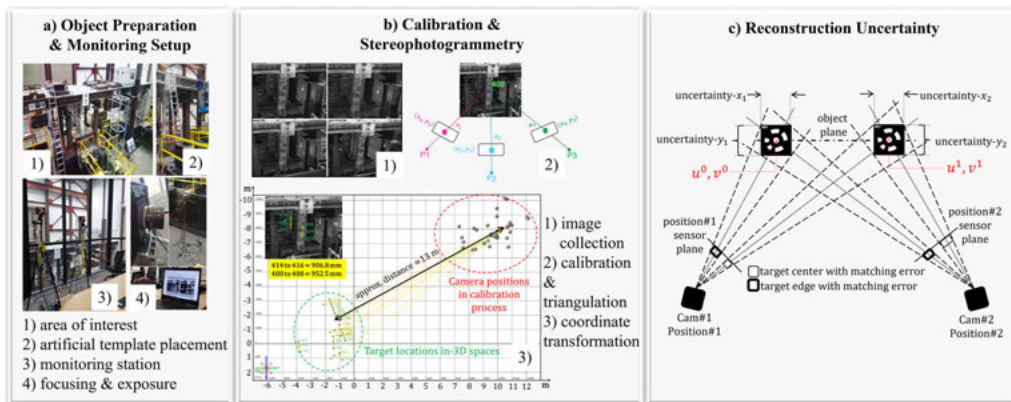 a) Object Preparation
& Monitoring Setup
1)
2)
3)
4)
1) area of interest
2) artificial template placement
3) monitoring station
4) focusing & exposure
b) Calibration &
Stereophotogrammetry
1)
400
(x₁,y₁)
(x₂,y₂)
P1
P2
P3
2)
m
-10
-9
-8
-7
-6
-5
-4
-3
-2
-1
0
1
2
414 to 416 = 906.8 mm
400 to 408 = 952.5 mm
approx. distance ≈ 13 m
Camera positions
in calibration
process
Target locations in-3D spaces
3)
-6 -5 -4 -3 -2 -1 0 1 2 3 4 5 6 7 8 9 10 11 12 m
1) image
collection
2) calibration
&
triangulation
3) coordinate
transformation
c) Reconstruction Uncertainty
uncertainty-x₁
uncertainty-x₂
object
plane
uncertainty-y₁
uncertainty-y₂
u⁰, v⁰
u¹, v¹
position#1
sensor
plane
position#2
sensor
plane
target center with matching error
target edge with matching error
Cam#1
Position#1
Cam#2
Position#2